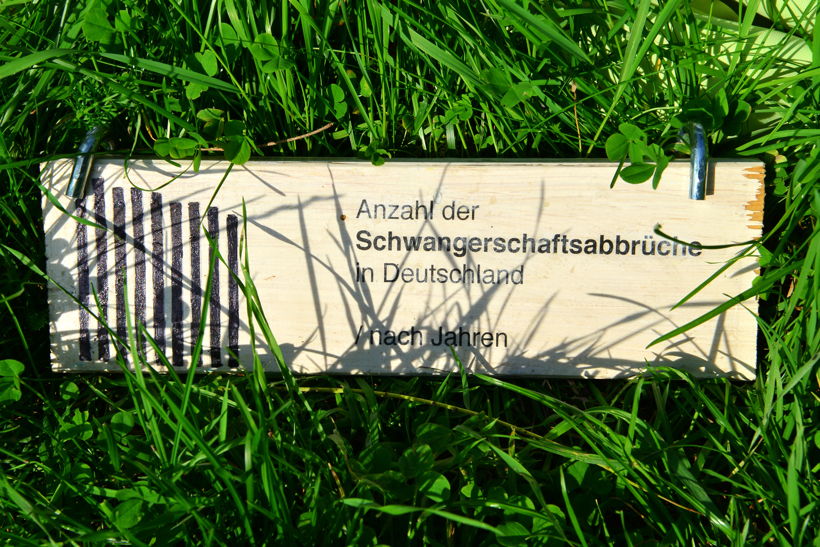 Anzahl der
Schwangerschaftsabbrüche
in Deutschland
/ nach Jahren